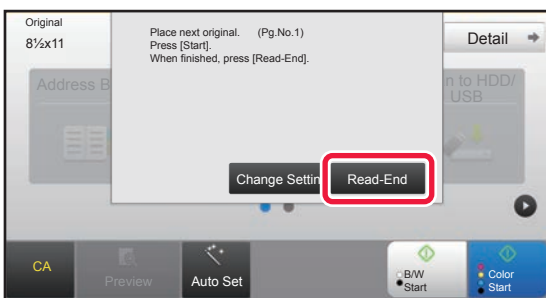 Original
8½x11
Place next original. (Pg.No.1)
Press [Start].
When finished, press [Read-End].
Detail
Address B
n to HDD/
USB
Change Settin
Read-End
CA
Preview
Auto Set
B/W
Start
Color
Start